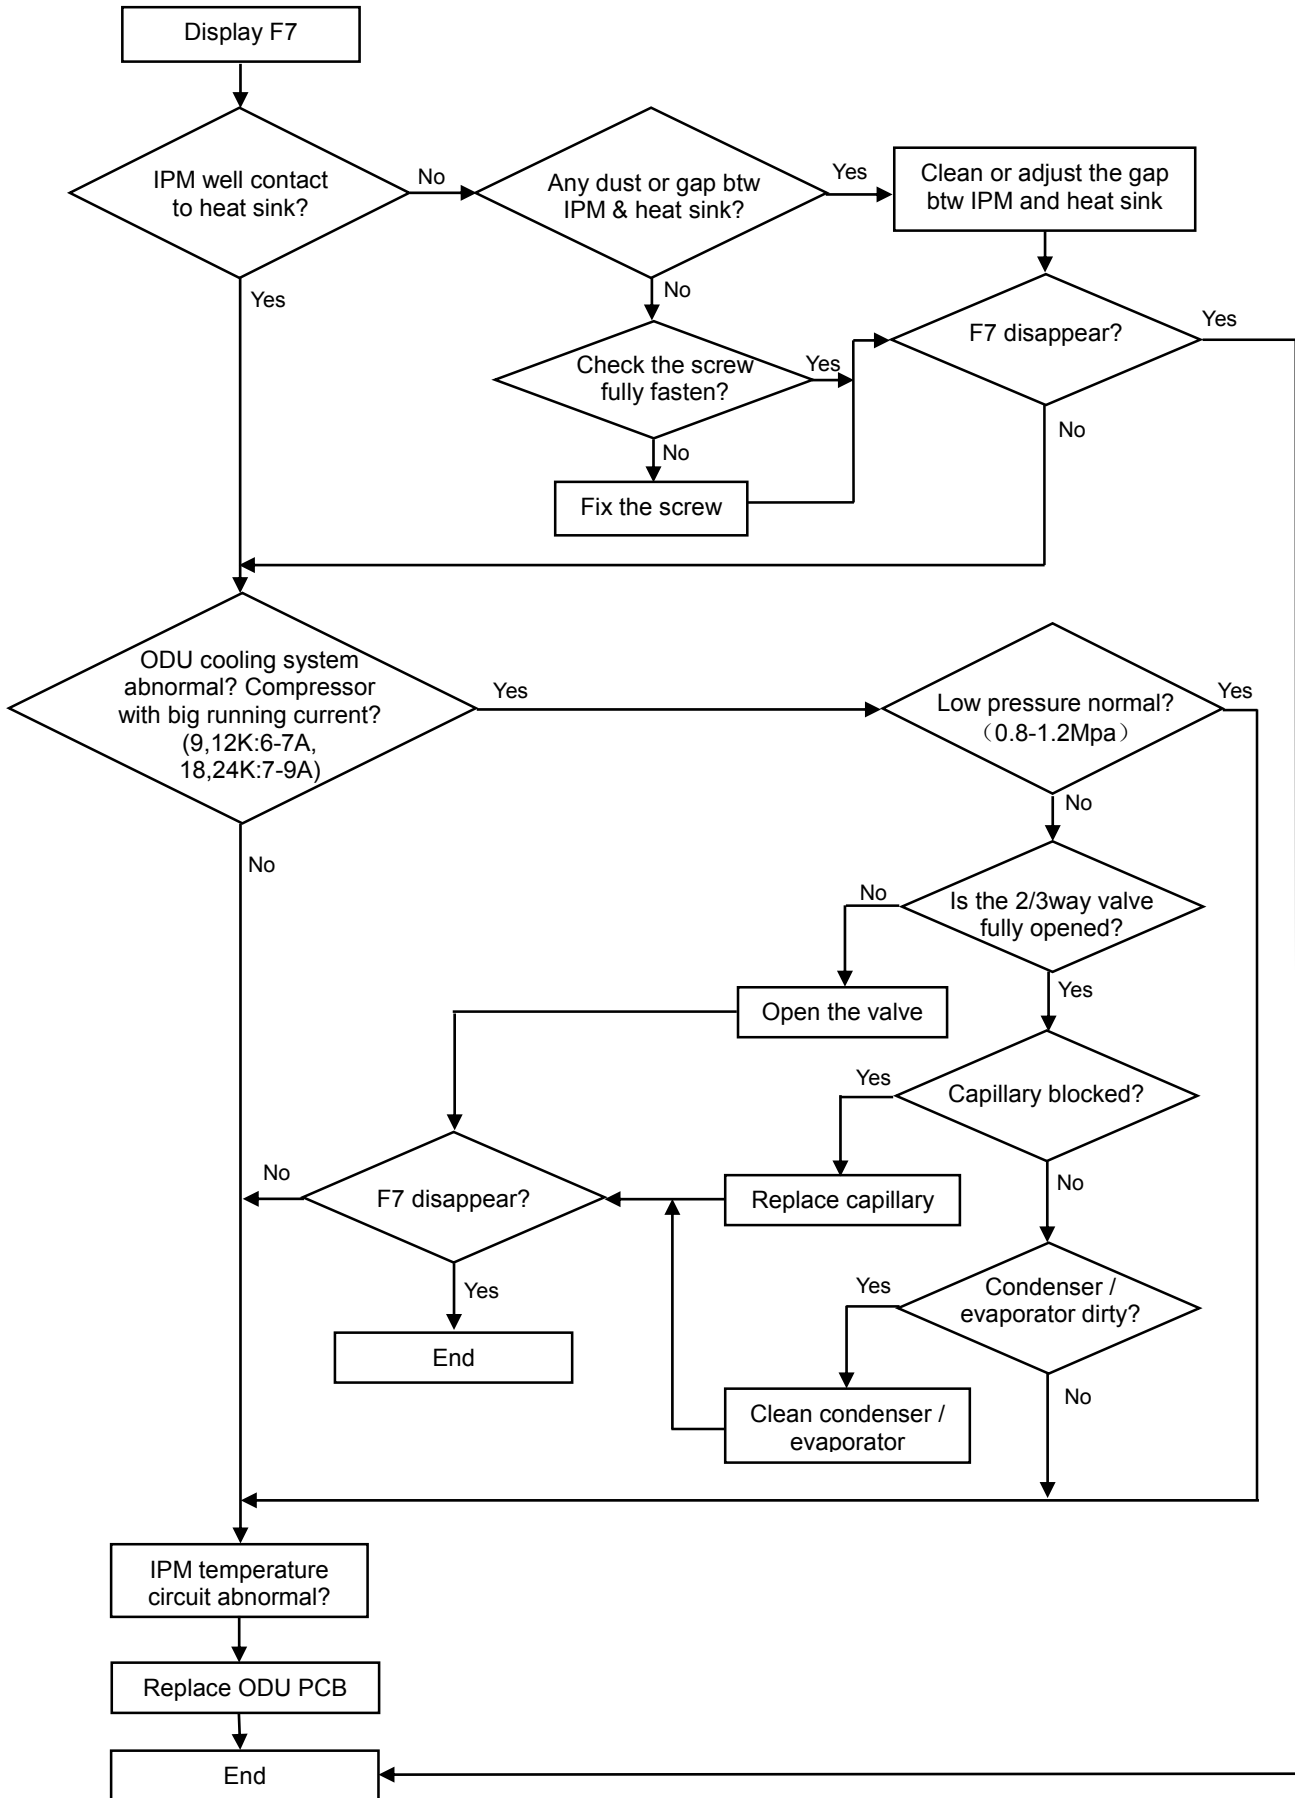 Display F7
IPM well contact
to heat sink?
No
Any dust or gap btw
IPM & heat sink?
Yes
Clean or adjust the gap
btw IPM and heat sink
Yes
No
F7 disappear?
Yes
Check the screw
fully fasten?
Yes
No
No
Fix the screw
ODU cooling system
abnormal? Compressor
with big running current?
(9,12K:6-7A,
18,24K:7-9A)
Yes
Low pressure normal?
（0.8-1.2Mpa）
Yes
No
No
No
Is the 2/3way valve
fully opened?
Yes
Open the valve
Yes
Capillary blocked?
No
F7 disappear?
Replace capillary
No
Yes
Yes
Condenser /
evaporator dirty?
End
No
Clean condenser /
evaporator
IPM temperature
circuit abnormal?
Replace ODU PCB
End